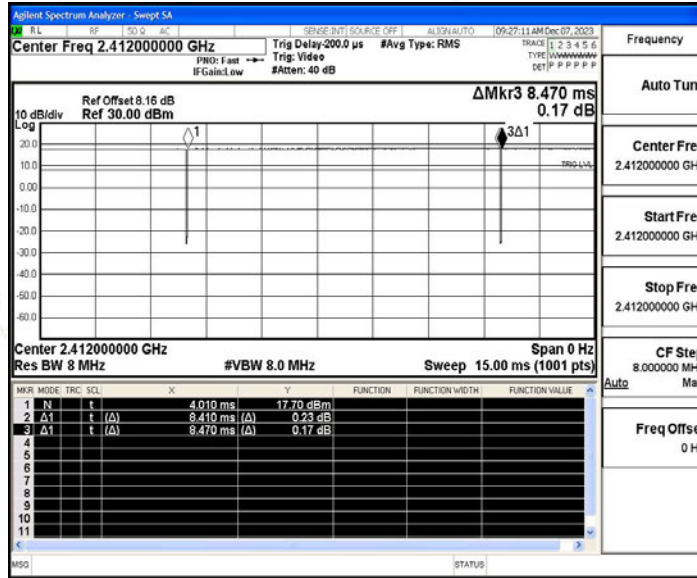 Agilent Spectrum Analyzer - Swept SA
RL RF 50 Ω AC SENSE:INT SOURCE OFF ALIGN AUTO 09:27:11 AM Dec 07, 2023
Center Freq 2.412000000 GHz
Trig Delay-200.0 µs #Avg Type: RMS
TRACE 1 2 3 4 5 6
PNO: Fast Trig: Video
TYPE WWWWWW
IFGain:Low #Atten: 40 dB
DET P P P P P P
ΔMkr3 8.470 ms
0.17 dB
Ref Offset 8.16 dB
10 dB/div Ref 30.00 dBm
Log
1
3Δ1
20.0
10.0
TRIG LVL
0.00
-10.0
-20.0
-30.0
-40.0
-50.0
-60.0
Center 2.412000000 GHz Span 0 Hz
Res BW 8 MHz #VBW 8.0 MHz Sweep 15.00 ms (1001 pts)
MKR MODE TRC SCL X Y FUNCTION FUNCTION WIDTH FUNCTION VALUE
1 N t 4.010 ms 17.70 dBm
2 Δ1 t (Δ) 8.410 ms (Δ) 0.23 dB
3 Δ1 t (Δ) 8.470 ms (Δ) 0.17 dB
4
5
6
7
8
9
10
11
MSG STATUS
Frequency
Auto Tun
Center Fre
2.412000000 GH
Start Fre
2.412000000 GH
Stop Fre
2.412000000 GH
CF Ste
8.000000 MH
Auto Ma
Freq Offse
0 H